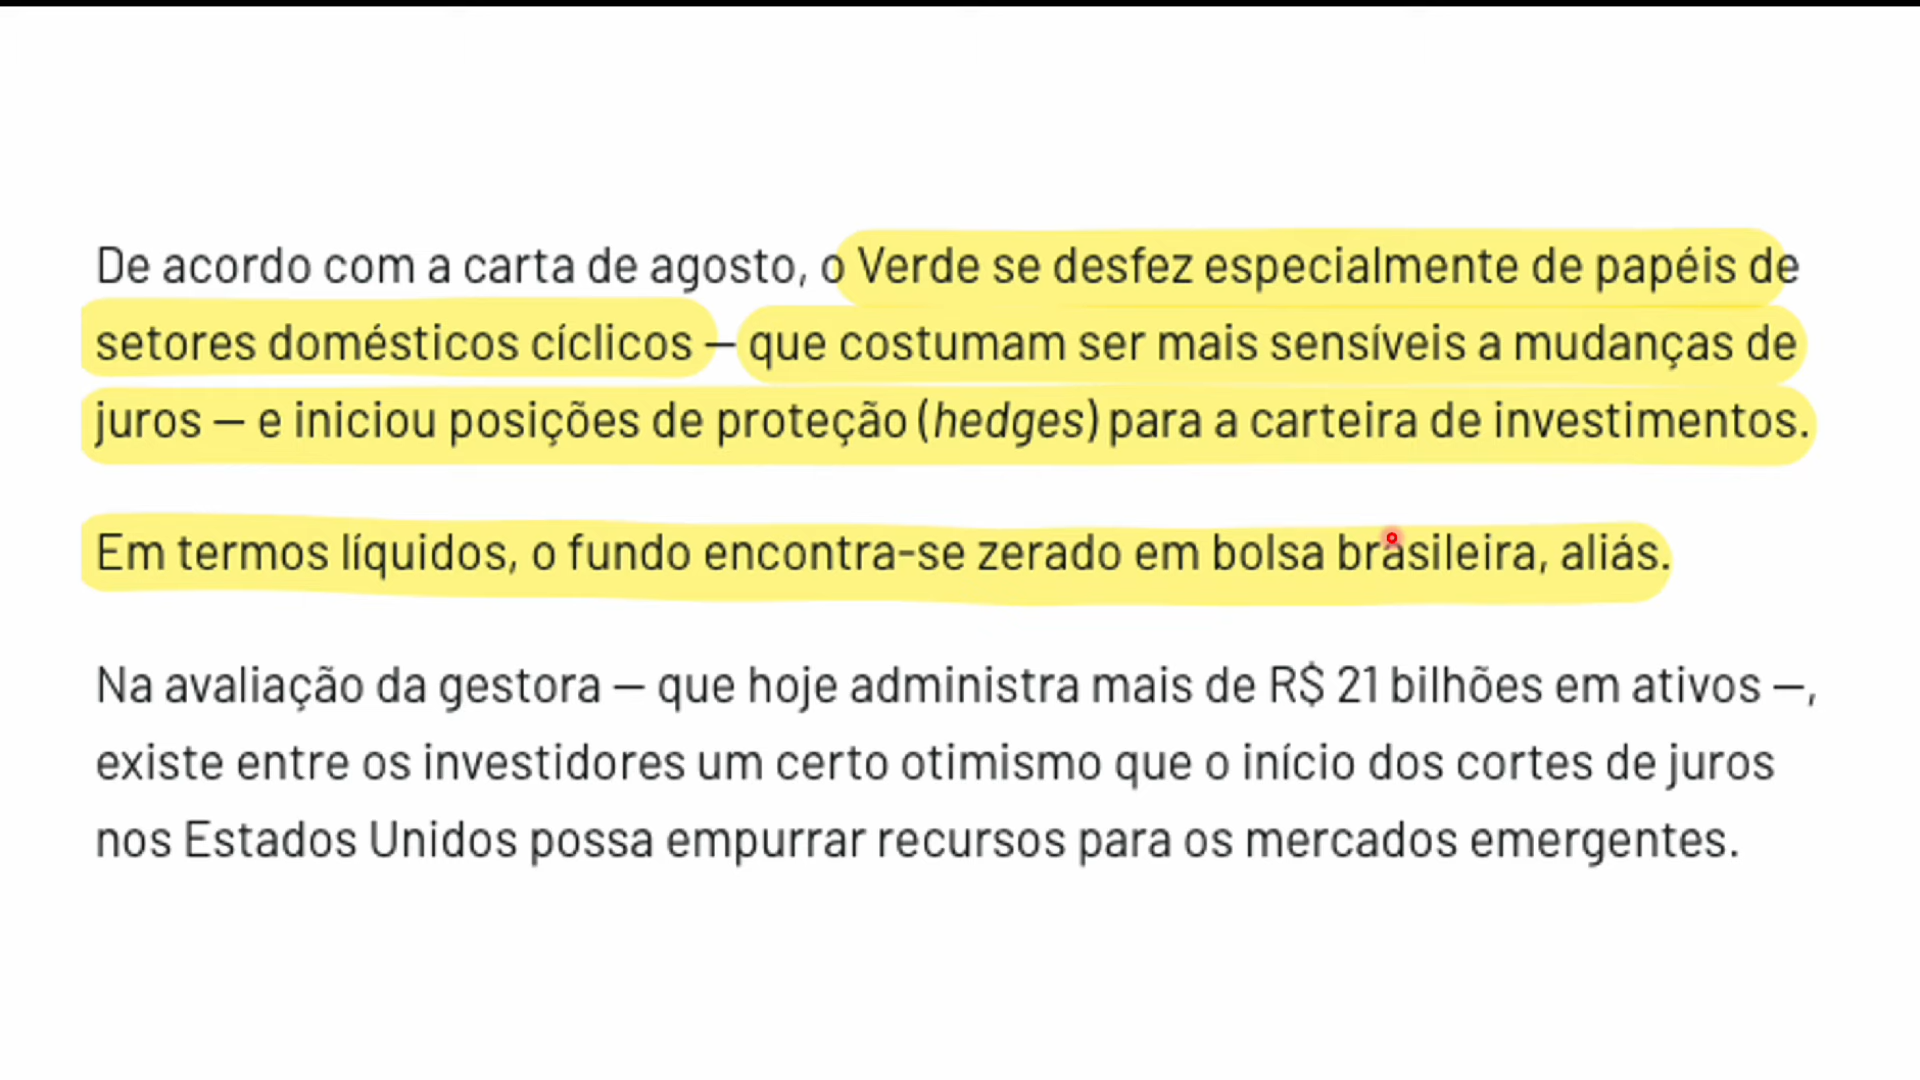 De acordo com a carta de agosto, o Verde se desfez especialmente de papéis de
setores domésticos cíclicos — que costumam ser mais sensíveis a mudanças de
juros — e iniciou posições de proteção (hedges) para a carteira de investimentos.
Em termos líquidos, o fundo encontra-se zerado em bolsa brasileira, aliás.
Na avaliação da gestora — que hoje administra mais de R$ 21 bilhões em ativos —,
existe entre os investidores um certo otimismo que o início dos cortes de juros
nos Estados Unidos possa empurrar recursos para os mercados emergentes.